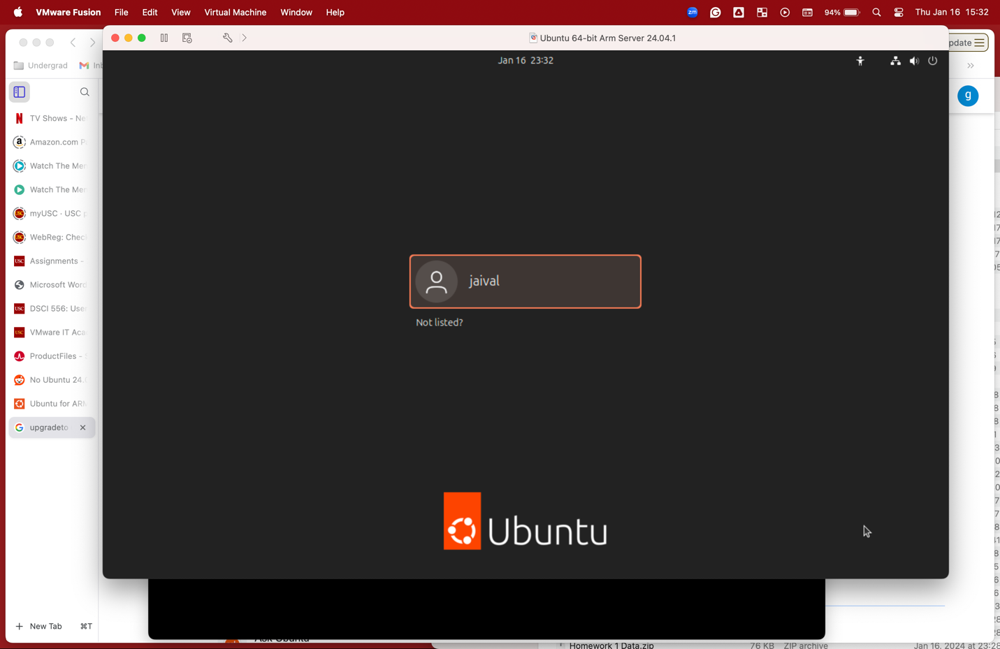 VMware Fusion File Edit View Virtual Machine Window Help
zm
94%
Thu Jan 16 15:32
Ubuntu 64-bit Arm Server 24.04.1
pdate
Undergrad
Jan 16 23:32
g
TV Shows - Ne
Amazon.com P
Watch The Men
Watch The Men
myUSC · USC p
WebReg: Chec
Assignments -
Microsoft Word
DSCI 556: User
VMware IT Aca
ProductFiles -
No Ubuntu 24.0
Ubuntu for ARM
upgradeto
jaival
Not listed?
Ubuntu
New Tab ⌘T
Ask Ubuntu
Homework 1 Data.zip 76 KB ZIP archive Jan 16, 2024 at 23:28